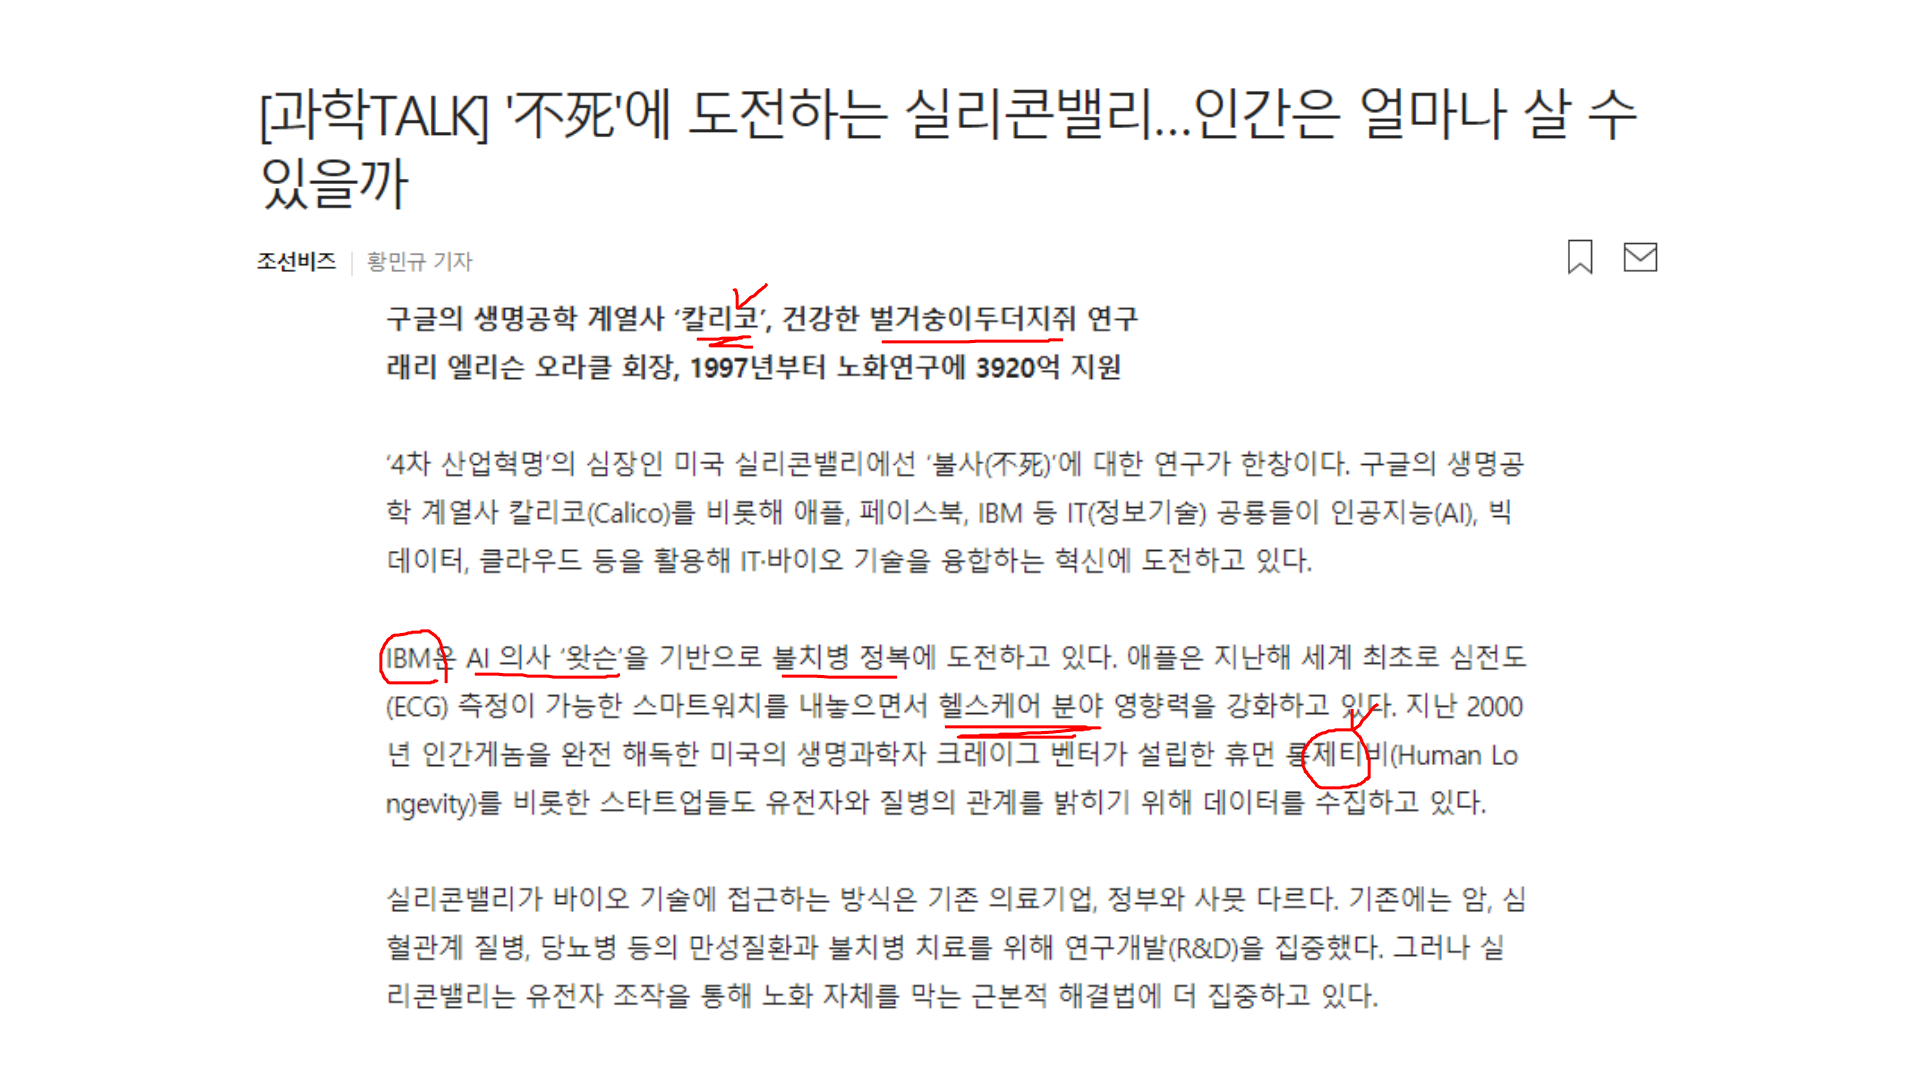 [과학TALK] '不死'에 도전하는 실리콘밸리...인간은 얼마나 살 수
있을까
조선비즈 | 황민규 기자
구글의 생명공학 계열사 ‘칼리코’, 건강한 벌거숭이두더지쥐 연구
래리 엘리슨 오라클 회장, 1997년부터 노화연구에 3920억 지원
‘4차 산업혁명’의 심장인 미국 실리콘밸리에선 ‘불사(不死)’에 대한 연구가 한창이다. 구글의 생명공
학 계열사 칼리코(Calico)를 비롯해 애플, 페이스북, IBM 등 IT(정보기술) 공룡들이 인공지능(AI), 빅
데이터, 클라우드 등을 활용해 IT·바이오 기술을 융합하는 혁신에 도전하고 있다.
IBM은 AI 의사 ‘왓슨’을 기반으로 불치병 정복에 도전하고 있다. 애플은 지난해 세계 최초로 심전도
(ECG) 측정이 가능한 스마트워치를 내놓으면서 헬스케어 분야 영향력을 강화하고 있다. 지난 2000
년 인간게놈을 완전 해독한 미국의 생명과학자 크레이그 벤터가 설립한 휴먼 롱제티비(Human Lo
ngevity)를 비롯한 스타트업들도 유전자와 질병의 관계를 밝히기 위해 데이터를 수집하고 있다.
실리콘밸리가 바이오 기술에 접근하는 방식은 기존 의료기업, 정부와 사뭇 다르다. 기존에는 암, 심
혈관계 질병, 당뇨병 등의 만성질환과 불치병 치료를 위해 연구개발(R&D)을 집중했다. 그러나 실
리콘밸리는 유전자 조작을 통해 노화 자체를 막는 근본적 해결법에 더 집중하고 있다.